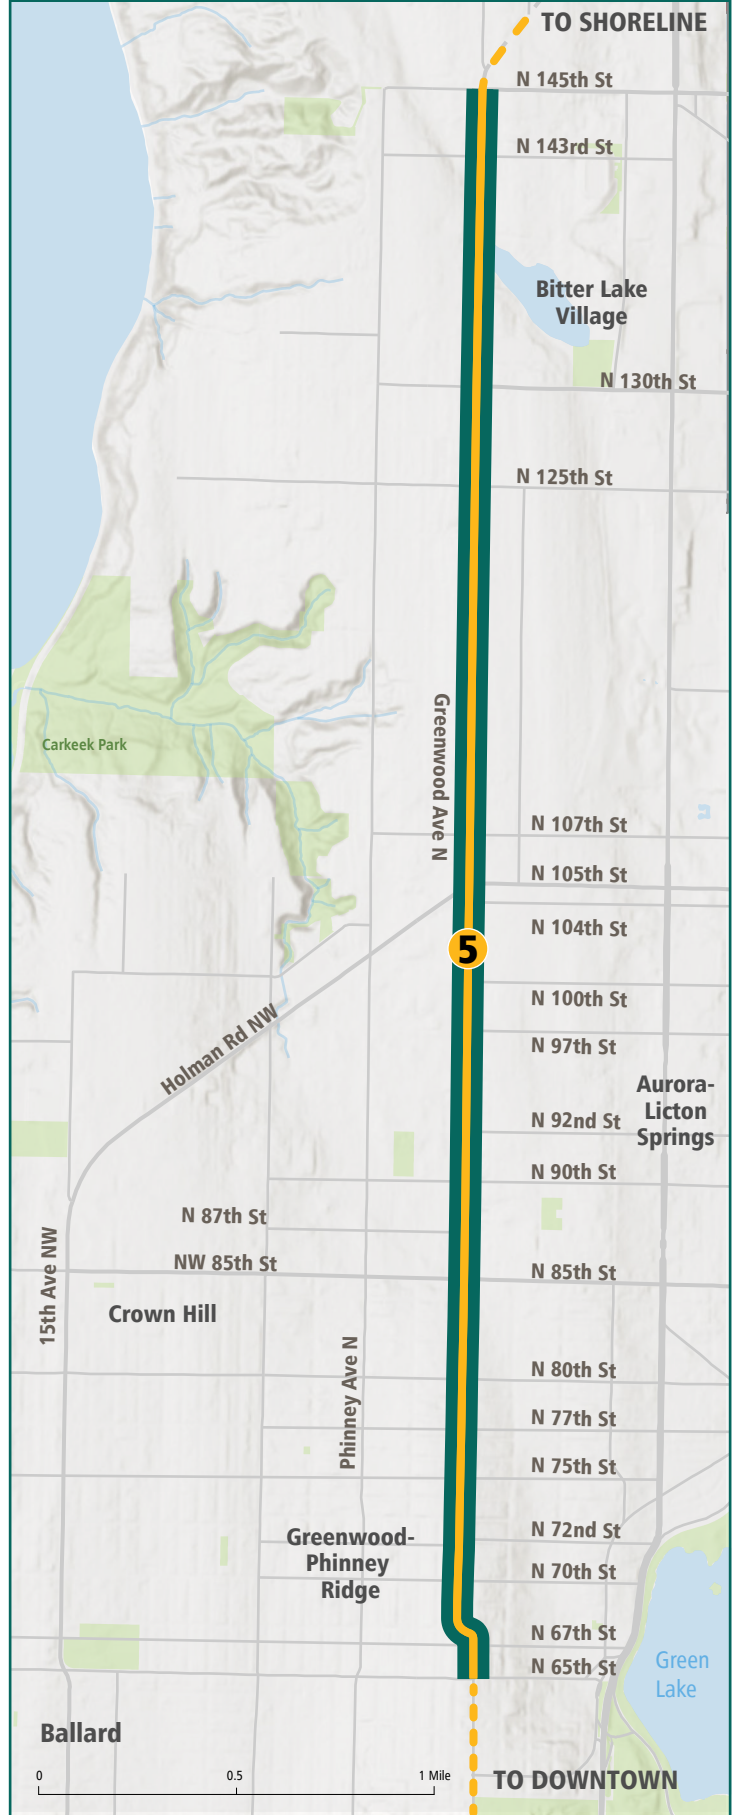 TO SHORELINE
N 145th St
N 143rd St
Bitter Lake
Village
N 130th St
N 125th St
Greenwood Ave N
Carkeek Park
N 107th St
N 105th St
N 104th St
5
N 100th St
Holman Rd NW
N 97th St
Aurora-
Licton
Springs
N 92nd St
N 90th St
N 87th St
NW 85th St
N 85th St
15th Ave NW
Crown Hill
Phinney Ave N
N 80th St
N 77th St
N 75th St
Greenwood-
Phinney
Ridge
N 72nd St
N 70th St
N 67th St
N 65th St
Green
Lake
Ballard
0 0.5 1 Mile
TO DOWNTOWN